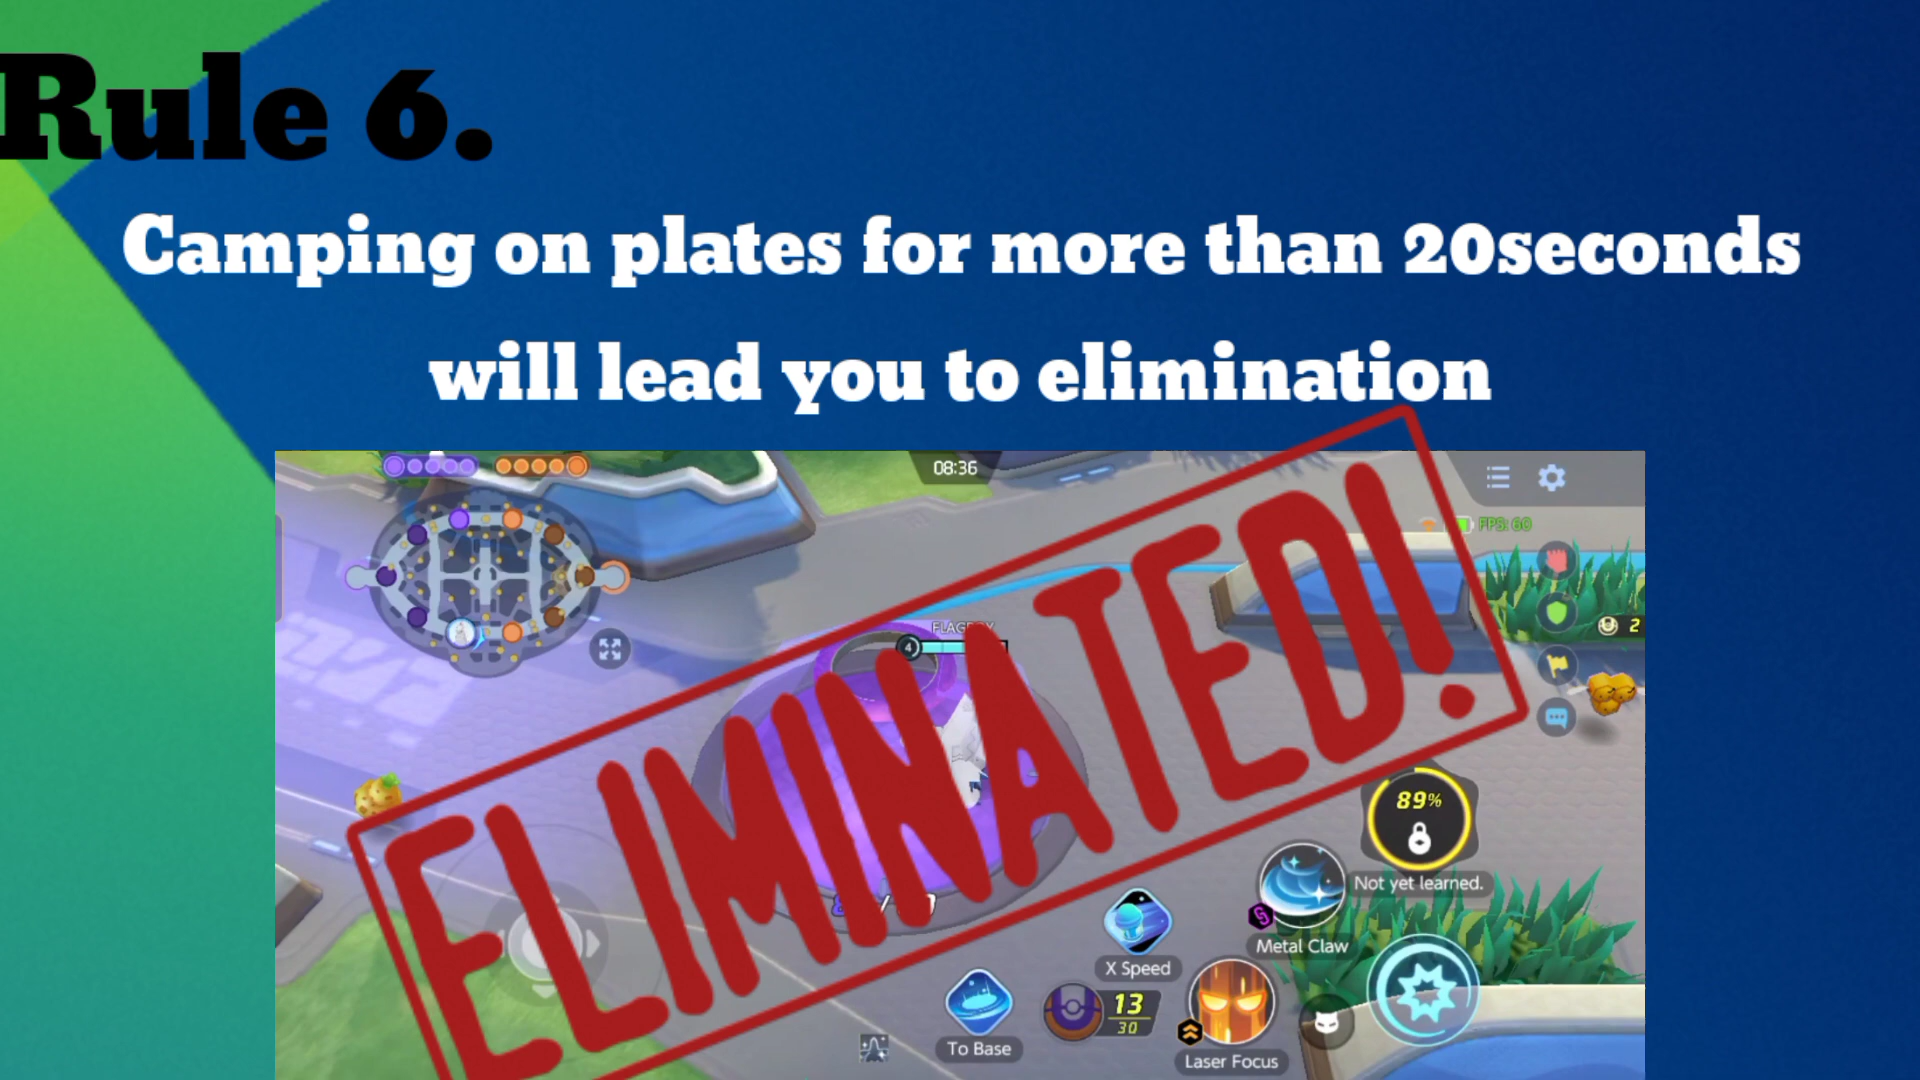 Rule 6.
Camping on plates for more than 20seconds
will lead you to elimination
08:36
FPS: 60
4
2
ELIMINATED!
89%
Not yet learned.
Metal Claw
X Speed
13
30
To Base
Laser Focus